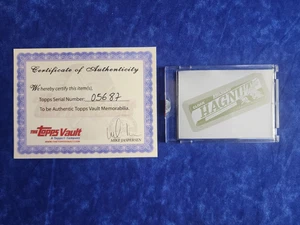 Certificate of Authenticity
We hereby certify this item(s),
Topps Serial Number: 05687
To be Authentic Topps Vault Memorabilia.
THE Topps Vault
HAGNI